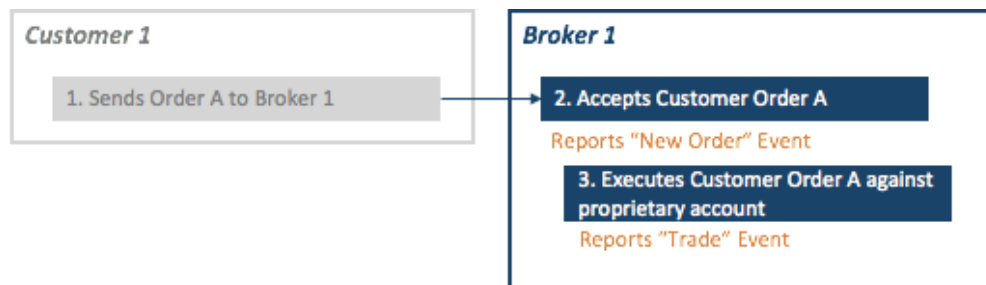 Customer 1
1. Sends Order A to Broker 1
Broker 1
2. Accepts Customer Order A
Reports “New Order” Event
3. Executes Customer Order A against
proprietary account
Reports “Trade” Event